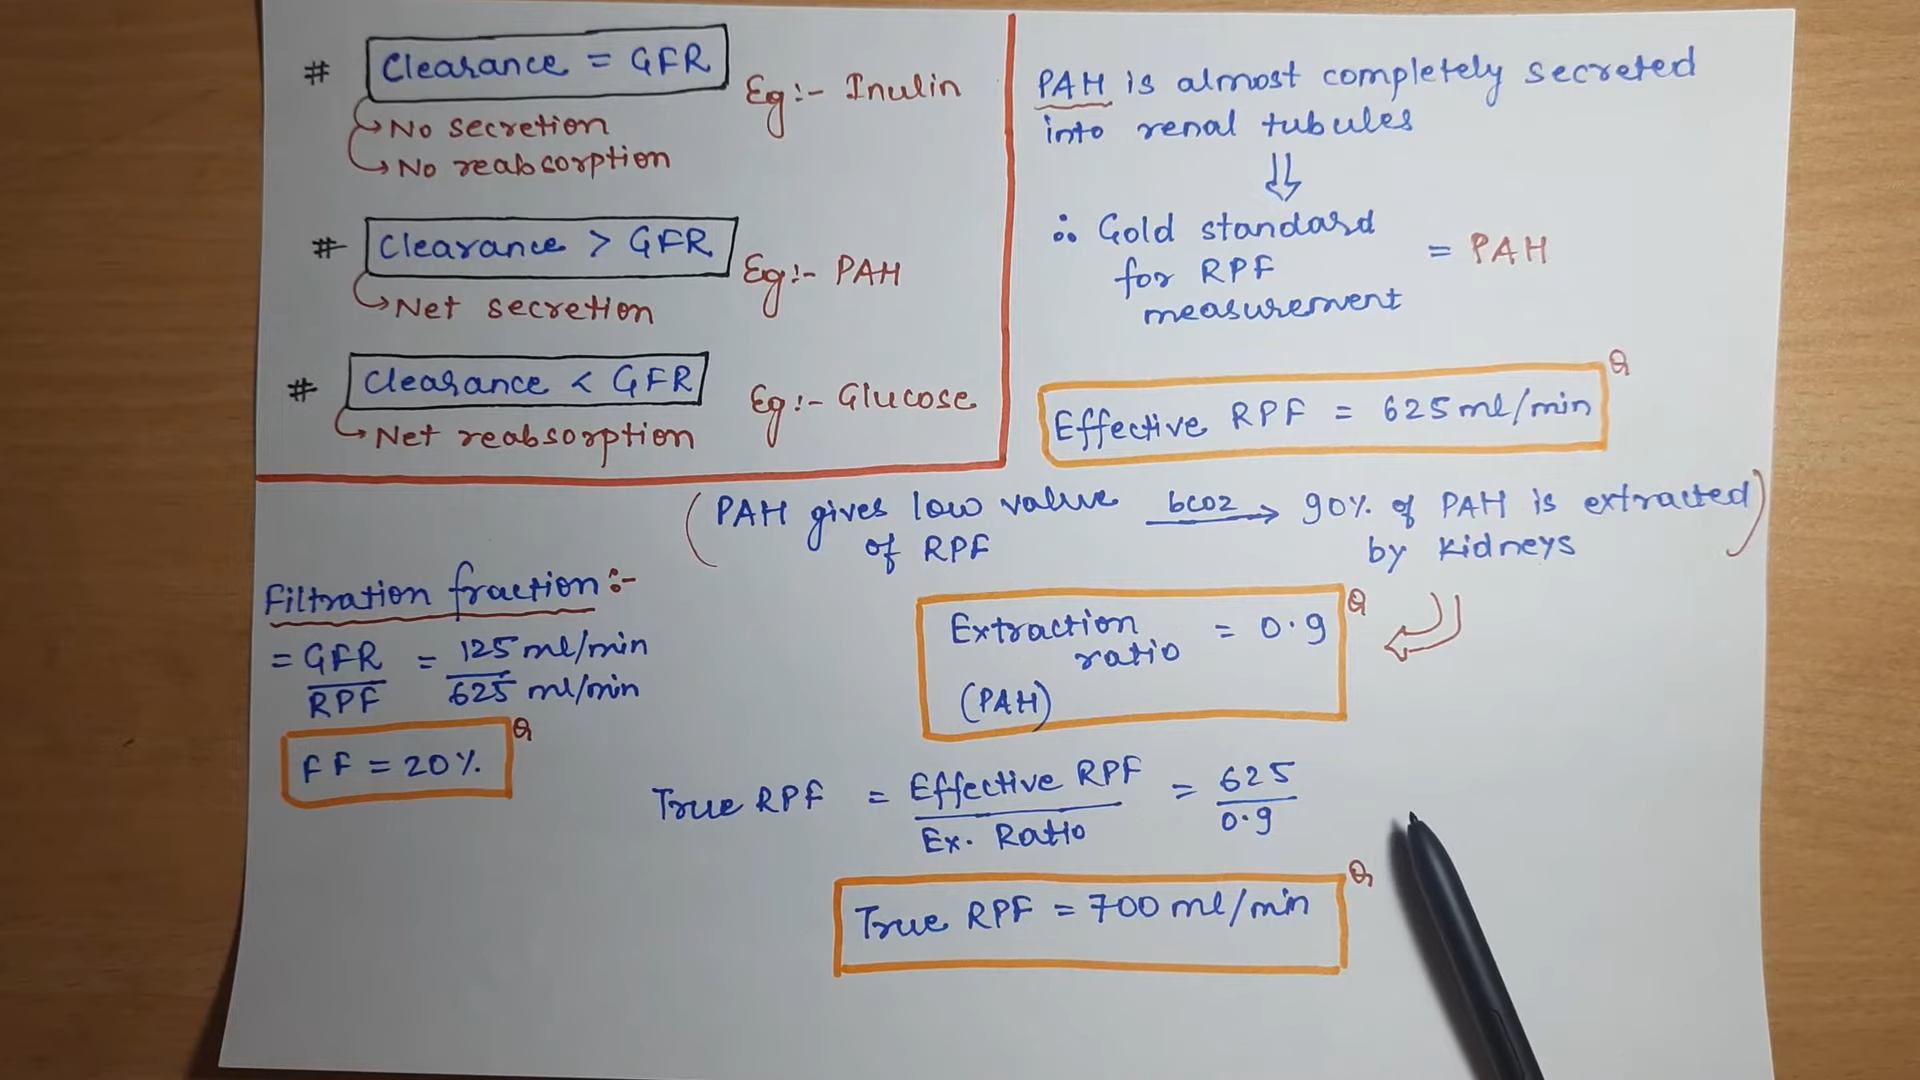 # Clearance = GFR Eg:- Inulin
No secretion
No reabsorption
# Clearance > GFR Eg:- PAH
Net secretion
# Clearance < GFR Eg:- Glucose
Net reabsorption
PAH is almost completely secreted
into renal tubules
∴ Gold standard
for RPF = PAH
measurement
Effective RPF = 625 ml/min Q
(PAH gives low value bcoz 90% of PAH is extracted)
of RPF by kidneys
Filtration fraction:-
= GFR = 125 ml/min
RPF 625 ml/min
FF = 20% Q
Extraction = 0.9 Q
ratio
(PAH)
True RPF = Effective RPF = 625
Ex. Ratio 0.9
True RPF = 700 ml/min Q